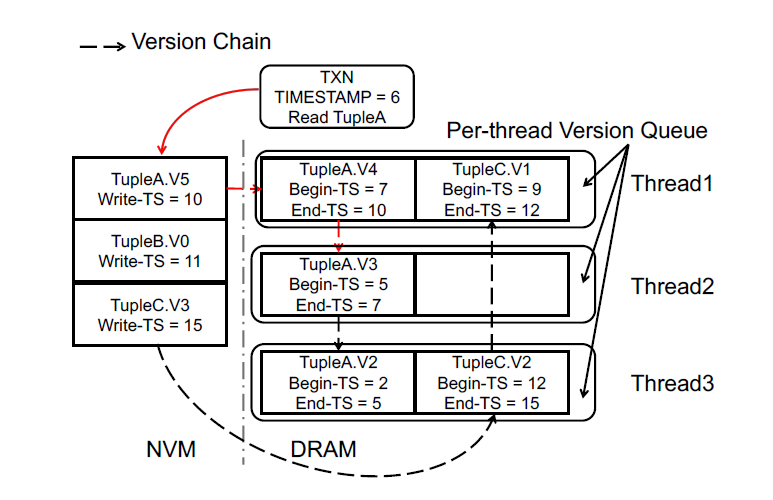 Version Chain
TXN
TIMESTAMP = 6
Read TupleA
Per-thread Version Queue
TupleA.V5
Write-TS = 10
TupleB.V0
Write-TS = 11
TupleC.V3
Write-TS = 15
TupleA.V4
Begin-TS = 7
End-TS = 10
TupleC.V1
Begin-TS = 9
End-TS = 12
Thread1
TupleA.V3
Begin-TS = 5
End-TS = 7
Thread2
TupleA.V2
Begin-TS = 2
End-TS = 5
TupleC.V2
Begin-TS = 12
End-TS = 15
Thread3
NVM
DRAM